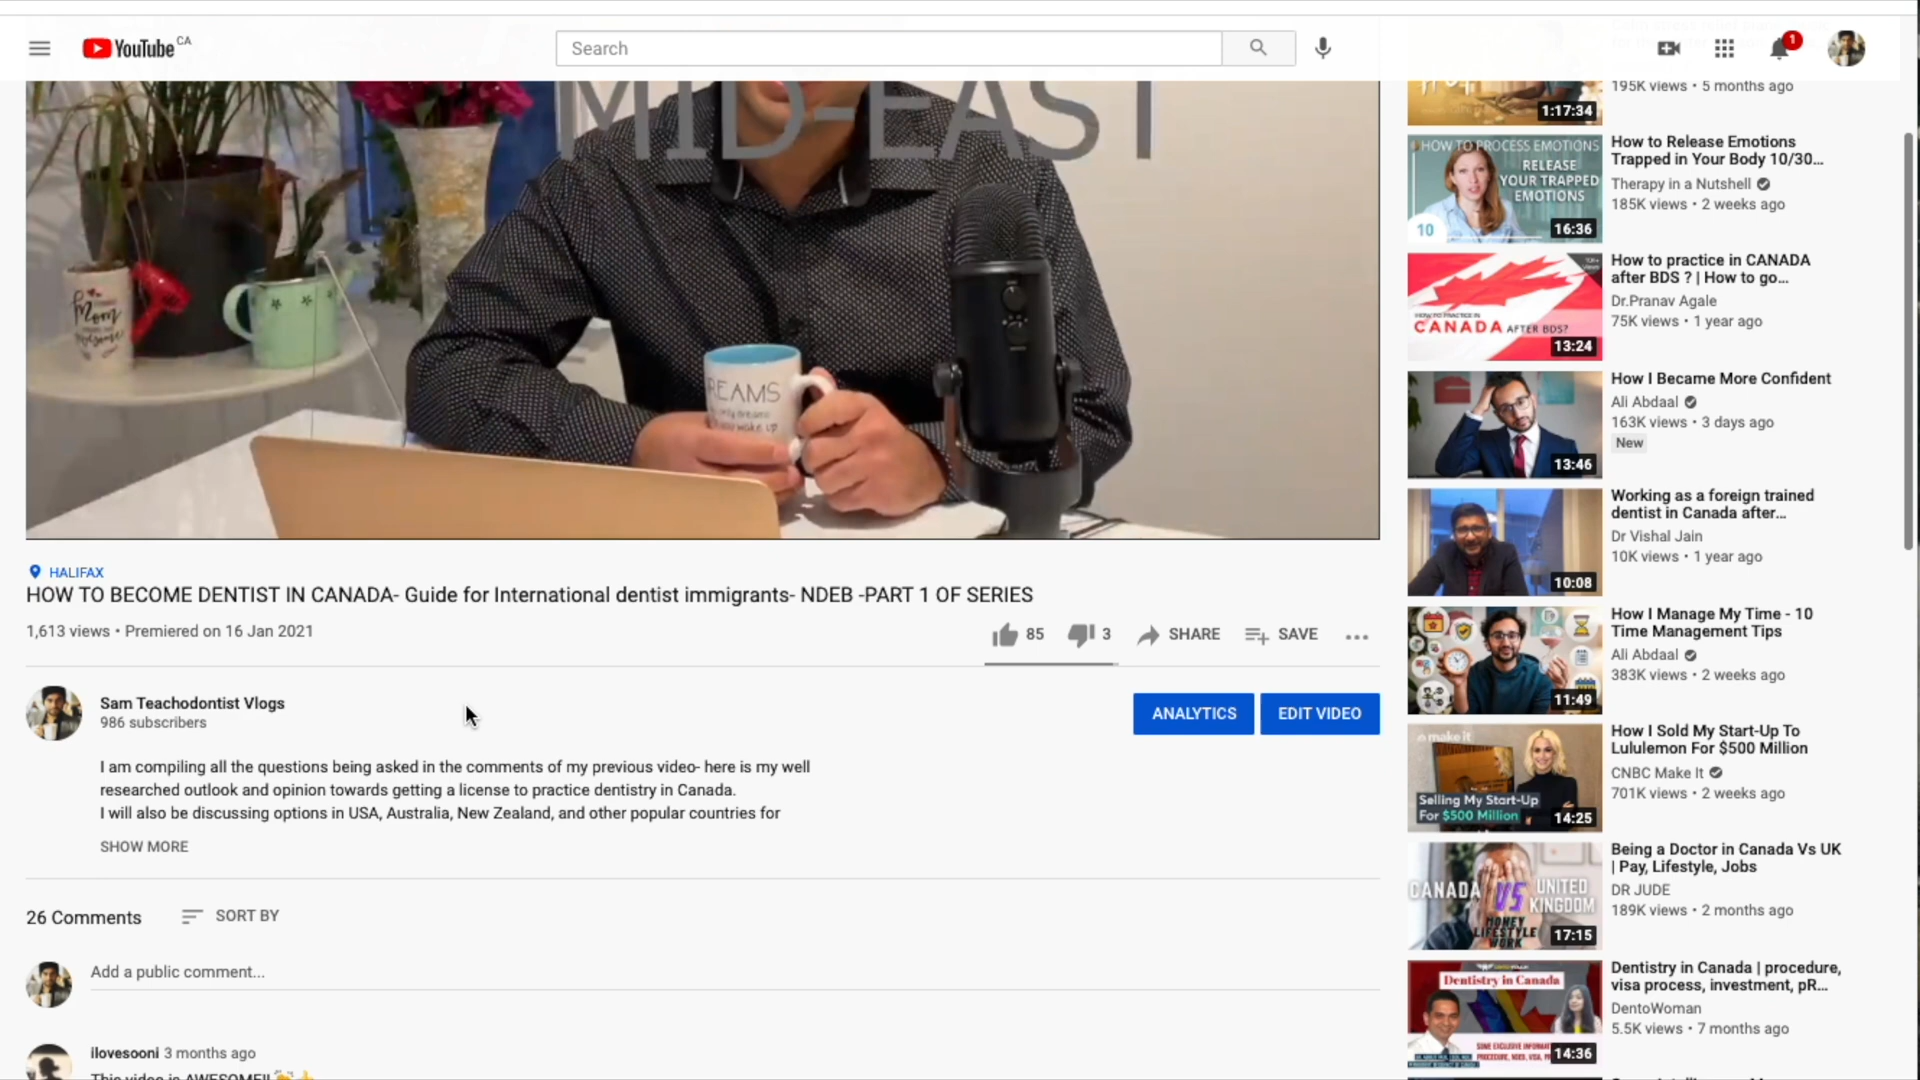 YouTube CA
Search
1
MID-EAST
Mom
awesome
DREAMS
HALIFAX
HOW TO BECOME DENTIST IN CANADA- Guide for International dentist immigrants- NDEB -PART 1 OF SERIES
1,613 views • Premiered on 16 Jan 2021
85
3
SHARE
SAVE
Sam Teachodontist Vlogs
986 subscribers
ANALYTICS
EDIT VIDEO
I am compiling all the questions being asked in the comments of my previous video- here is my well
researched outlook and opinion towards getting a license to practice dentistry in Canada.
I will also be discussing options in USA, Australia, New Zealand, and other popular countries for
SHOW MORE
26 Comments
SORT BY
Add a public comment...
ilovesooni 3 months ago
This video is AWESOME!!
1:17:34
195K views • 5 months ago
HOW TO PROCESS EMOTIONS
RELEASE
YOUR TRAPPED
EMOTIONS
10
16:36
How to Release Emotions
Trapped in Your Body 10/30...
Therapy in a Nutshell
185K views • 2 weeks ago
HOW TO PRACTICE IN
CANADA AFTER BDS?
13:24
How to practice in CANADA
after BDS ? | How to go...
Dr.Pranav Agale
75K views • 1 year ago
13:46
How I Became More Confident
Ali Abdaal
163K views • 3 days ago
New
10:08
Working as a foreign trained
dentist in Canada after...
Dr Vishal Jain
10K views • 1 year ago
11:49
How I Manage My Time - 10
Time Management Tips
Ali Abdaal
383K views • 2 weeks ago
make it
Selling My Start-Up
For $500 Million
14:25
How I Sold My Start-Up To
Lululemon For $500 Million
CNBC Make It
701K views • 2 weeks ago
CANADA VS UNITED
KINGDOM
MONEY
LIFESTYLE
WORK
17:15
Being a Doctor in Canada Vs UK
| Pay, Lifestyle, Jobs
DR JUDE
189K views • 2 months ago
Dentistry in Canada
14:36
Dentistry in Canada | procedure,
visa process, investment, pR...
DentoWoman
5.5K views • 7 months ago